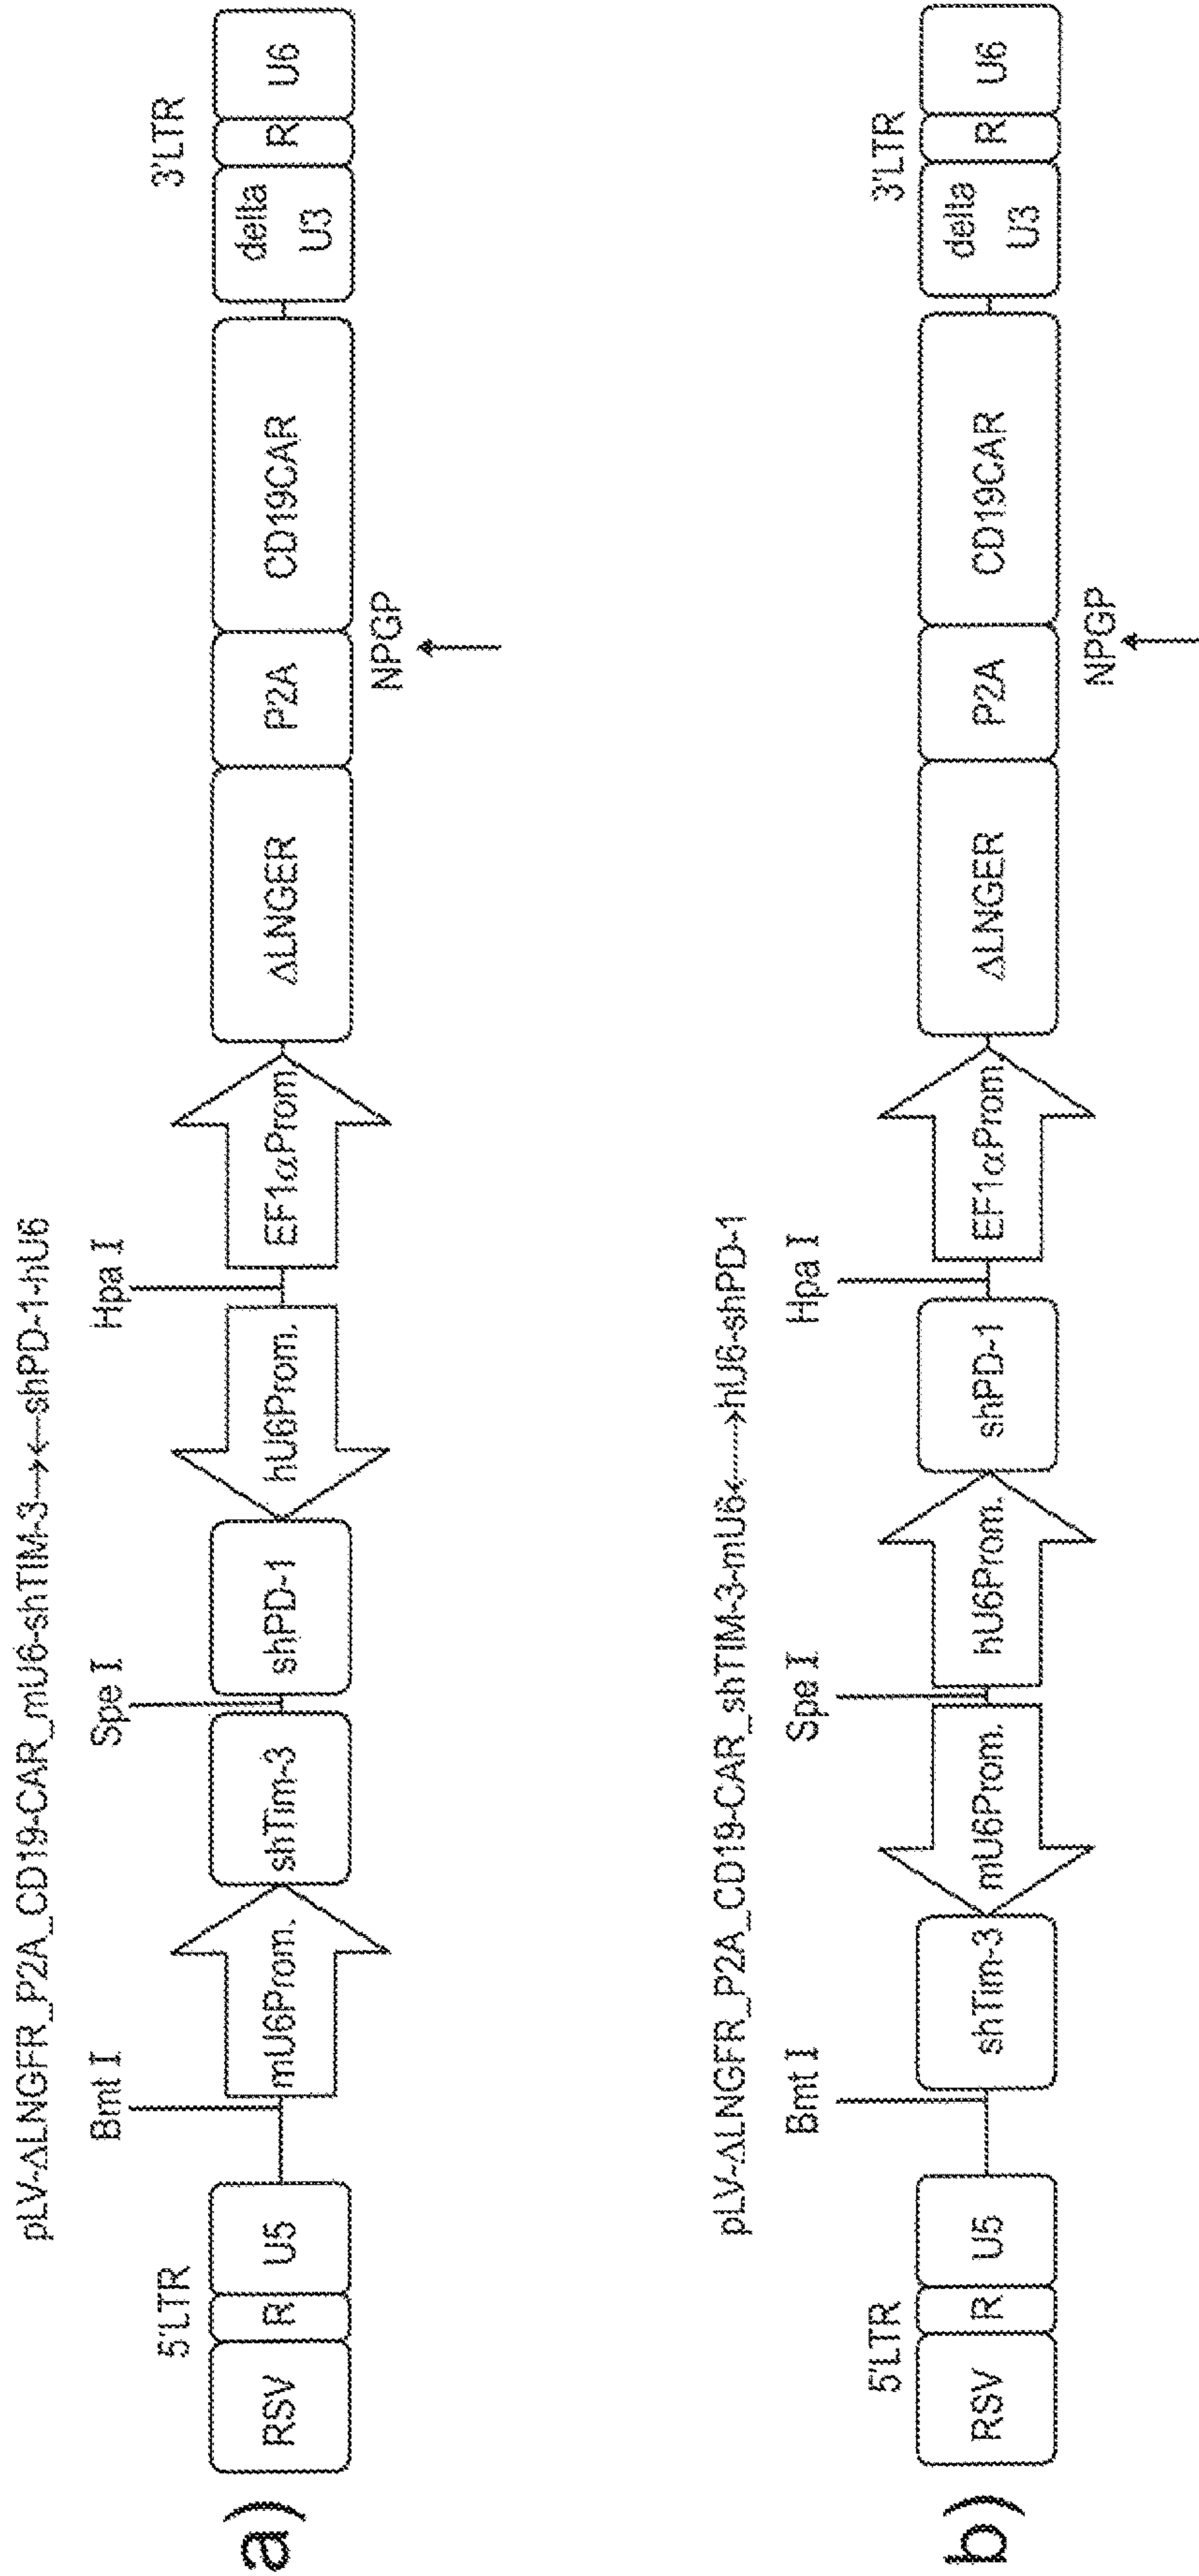 a)
pLV-ΔLNGFR_P2A_CD19-CAR_mU6-shTIM-3→←shPD-1-hU6
5'LTR
Bmt I
Spe I
Hpa I
3'LTR
RSV
R
U5
mU6Prom.
shTim-3
shPD-1
hU6Prom.
EF1αProm.
ΔLNGER
P2A
CD19CAR
delta
U3
R
U6
NPGP
b)
pLV-ΔLNGFR_P2A_CD19-CAR_shTIM-3-mU6←→hU6-shPD-1
5'LTR
Bmt I
Spe I
Hpa I
3'LTR
RSV
R
U5
shTim-3
mU6Prom.
hU6Prom.
shPD-1
EF1αProm.
ΔLNGER
P2A
CD19CAR
delta
U3
R
U6
NPGP